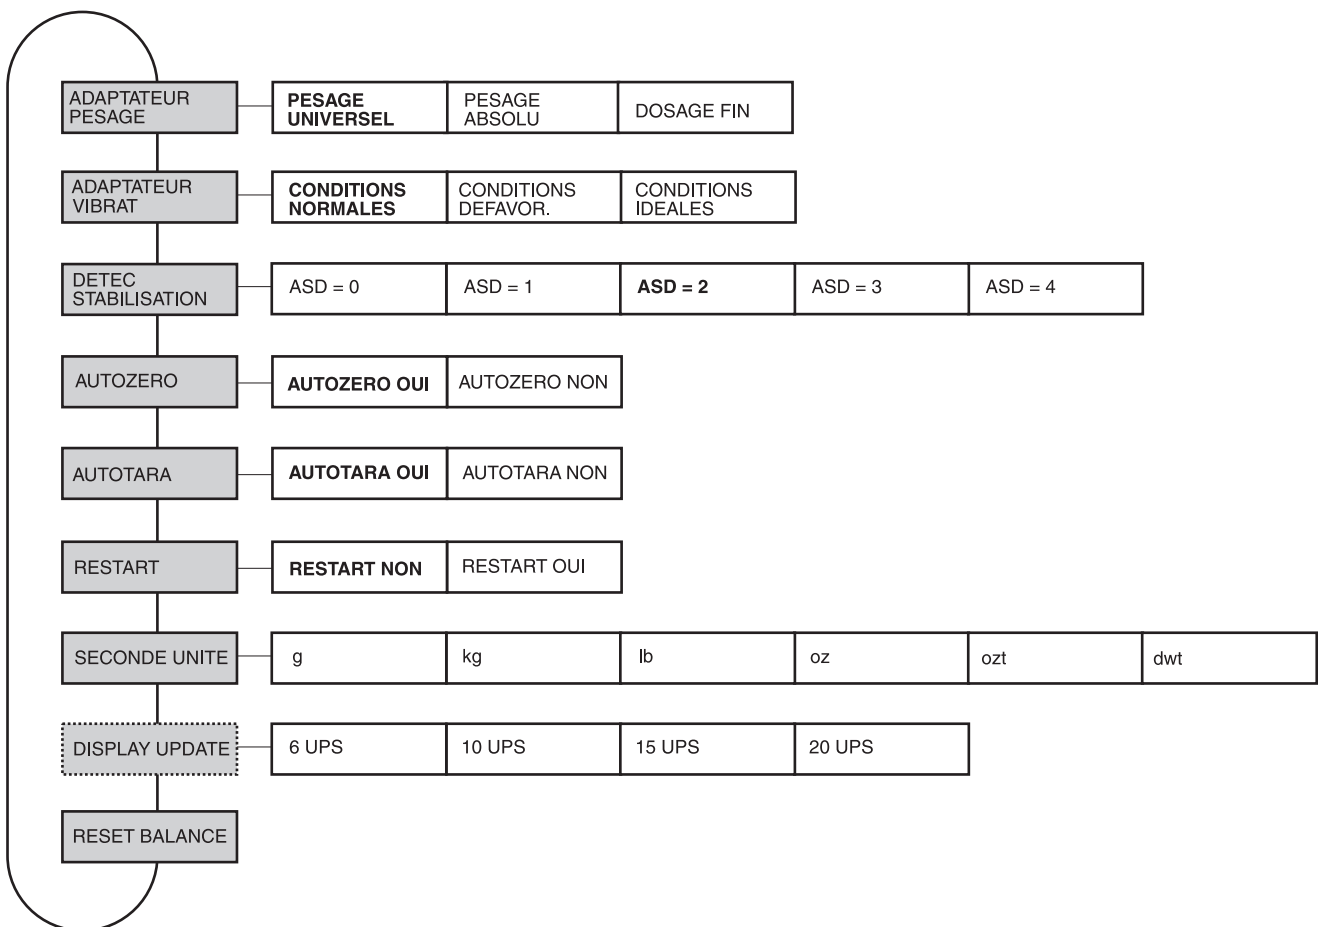 ADAPTATEUR
PESAGE
PESAGE
UNIVERSEL
PESAGE
ABSOLU
DOSAGE FIN
ADAPTATEUR
VIBRAT
CONDITIONS
NORMALES
CONDITIONS
DEFAVOR.
CONDITIONS
IDEALES
DETEC
STABILISATION
ASD = 0
ASD = 1
ASD = 2
ASD = 3
ASD = 4
AUTOZERO
AUTOZERO OUI
AUTOZERO NON
AUTOTARA
AUTOTARA OUI
AUTOTARA NON
RESTART
RESTART NON
RESTART OUI
SECONDE UNITE
g
kg
lb
oz
ozt
dwt
DISPLAY UPDATE
6 UPS
10 UPS
15 UPS
20 UPS
RESET BALANCE